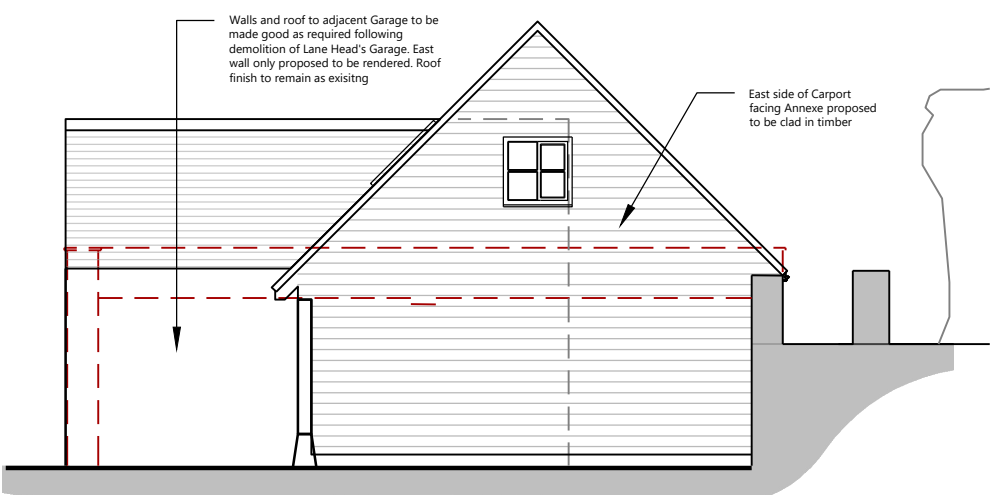 Walls and roof to adjacent Garage to be
made good as required following
demolition of Lane Head's Garage. East
wall only proposed to be rendered. Roof
finish to remain as exisitng
East side of Carport
facing Annexe proposed
to be clad in timber